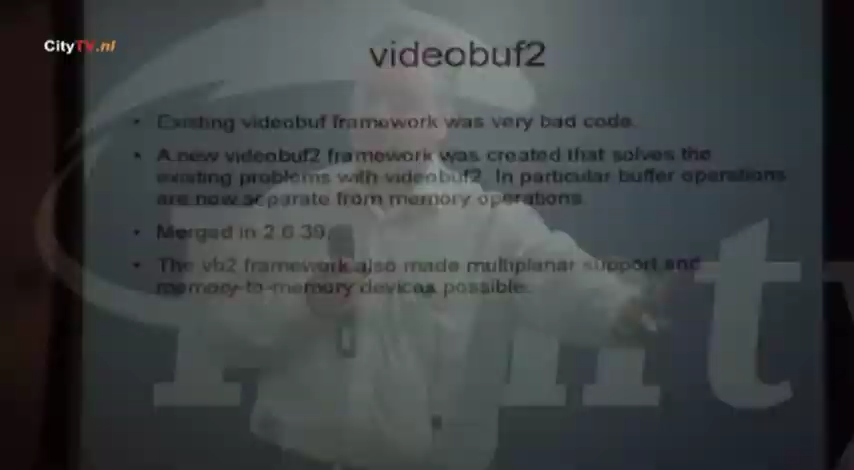 CityTV.nl
videobuf2
• Existing videobuf framework was very bad code.
• A new videobuf2 framework was created that solves the
existing problems with videobuf2. In particular buffer operations
are now separate from memory operations.
• Merged in 2.6.39.
• The vb2 framework also made multiplanar support and
memory-to-memory devices possible.